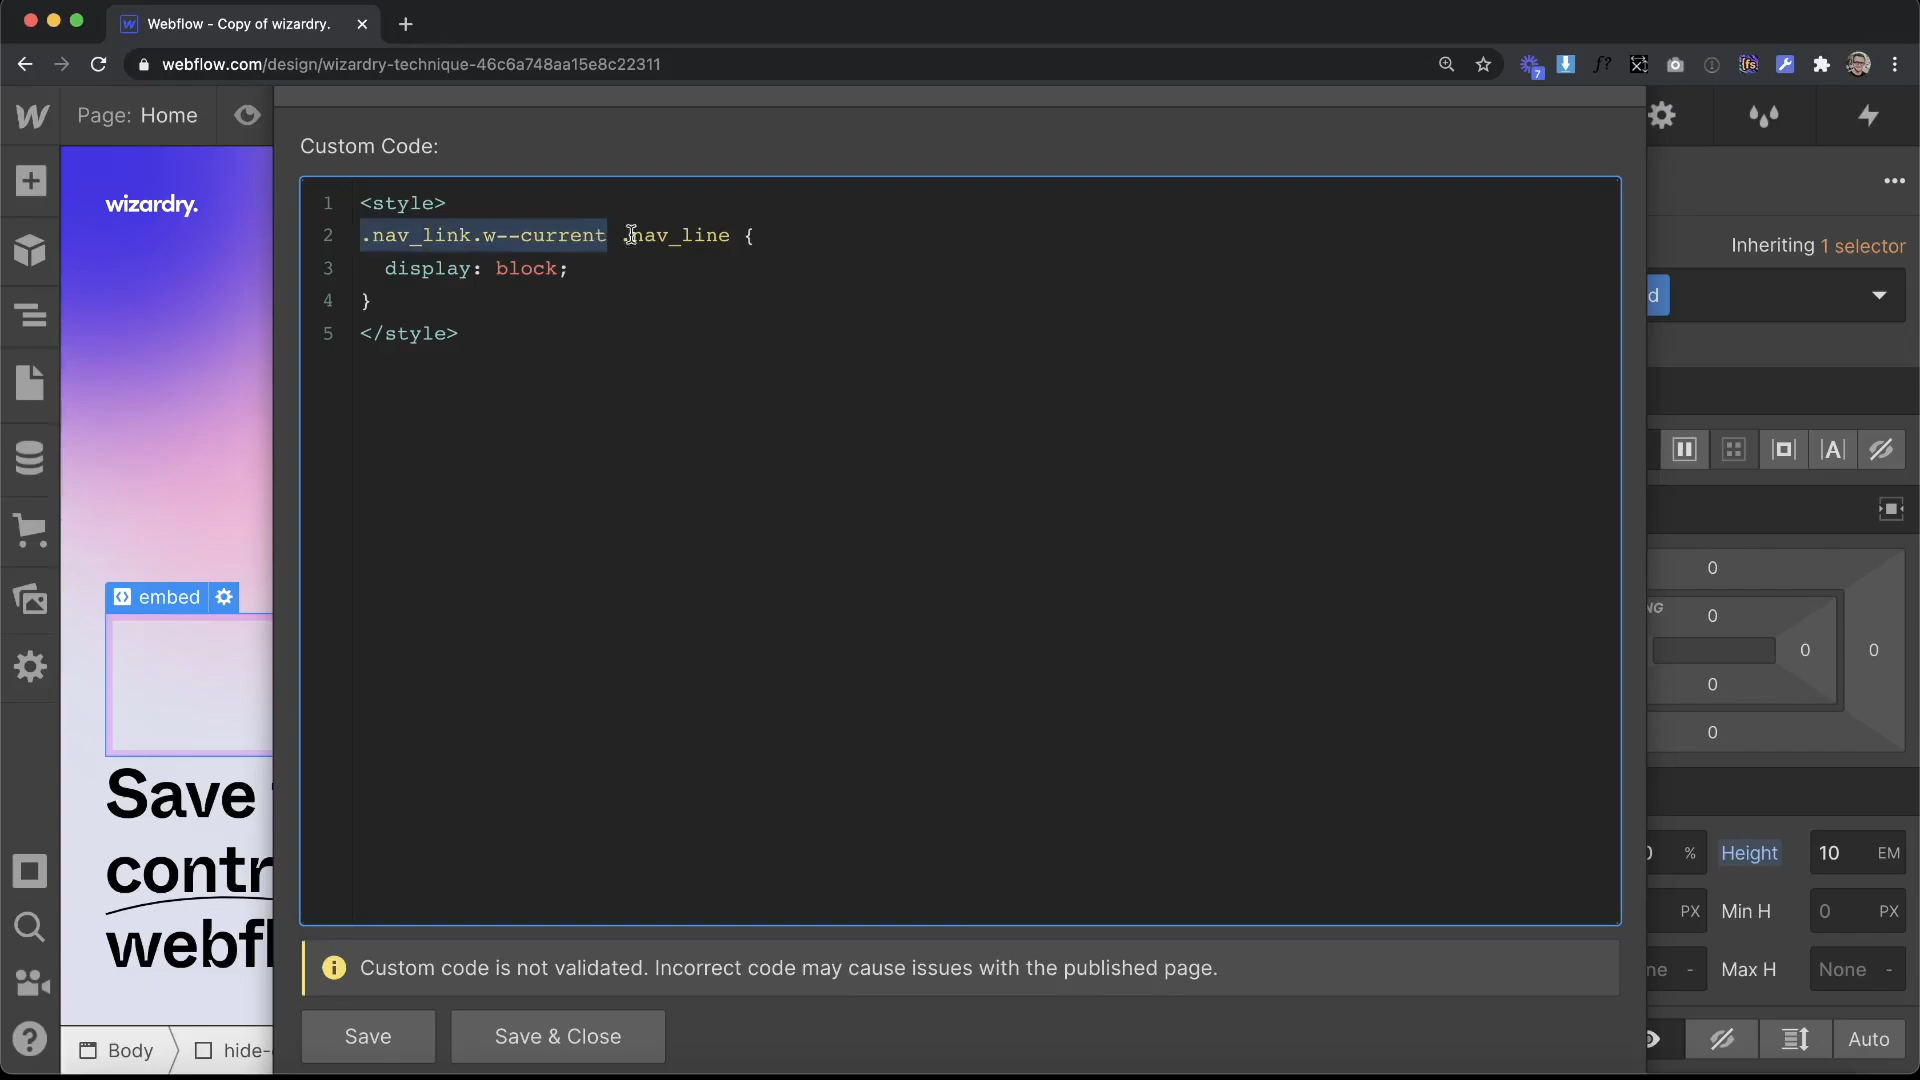 Webflow - Copy of wizardry.
webflow.com/design/wizardry-technique-46c6a748aa15e8c22311
7
Page: Home
Custom Code:
1 <style>
2 .nav_link.w--current .nav_line {
3 display: block;
4 }
5 </style>
Custom code is not validated. Incorrect code may cause issues with the published page.
Save
Save & Close
wizardry.
embed
Save
contr
webfl
Body
hide-
Inheriting 1 selector
d
A
NG
0
0
0
0
0
0
%
Height
10
EM
PX
Min H
0
PX
ne
-
Max H
None
-
Auto